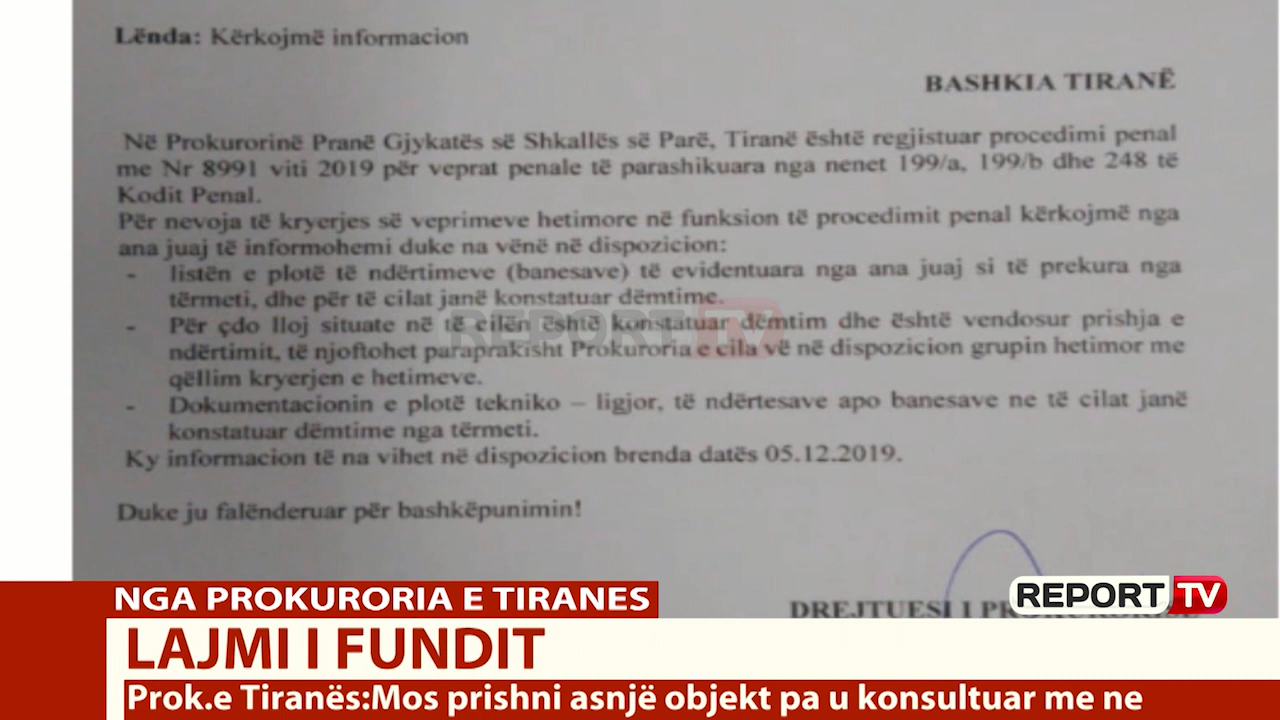 Lënda: Kërkojmë informacion
BASHKIA TIRANË
Në Prokurorinë Pranë Gjykatës së Shkallës së Parë, Tiranë është regjistuar procedimi penal
me Nr 8991 viti 2019 për veprat penale të parashikuara nga nenet 199/a, 199/b dhe 248 të
Kodit Penal.
Për nevoja të kryerjes së veprimeve hetimore në funksion të procedimit penal kërkojmë nga
ana juaj të informohemi duke na vënë në dispozicion:
- listën e plotë të ndërtimeve (banesave) të evidentuara nga ana juaj si të prekura nga
tërmeti, dhe për të cilat janë konstatuar dëmtime.
- Për çdo lloj situate në të cilën është konstatuar dëmtim dhe është vendosur prishja e
ndërtimit, të njoftohet paraprakisht Prokuroria e cila vë në dispozicion grupin hetimor me
qëllim kryerjen e hetimeve.
- Dokumentacionin e plotë tekniko – ligjor, të ndërtesave apo banesave ne të cilat janë
konstatuar dëmtime nga tërmeti.
Ky informacion të na vihet në dispozicion brenda datës 05.12.2019.
Duke ju falënderuar për bashkëpunimin!
DREJTUESI I
REPORT TV
REPORT TV
NGA PROKURORIA E TIRANES
LAJMI I FUNDIT
Prok.e Tiranës:Mos prishni asnjë objekt pa u konsultuar me ne